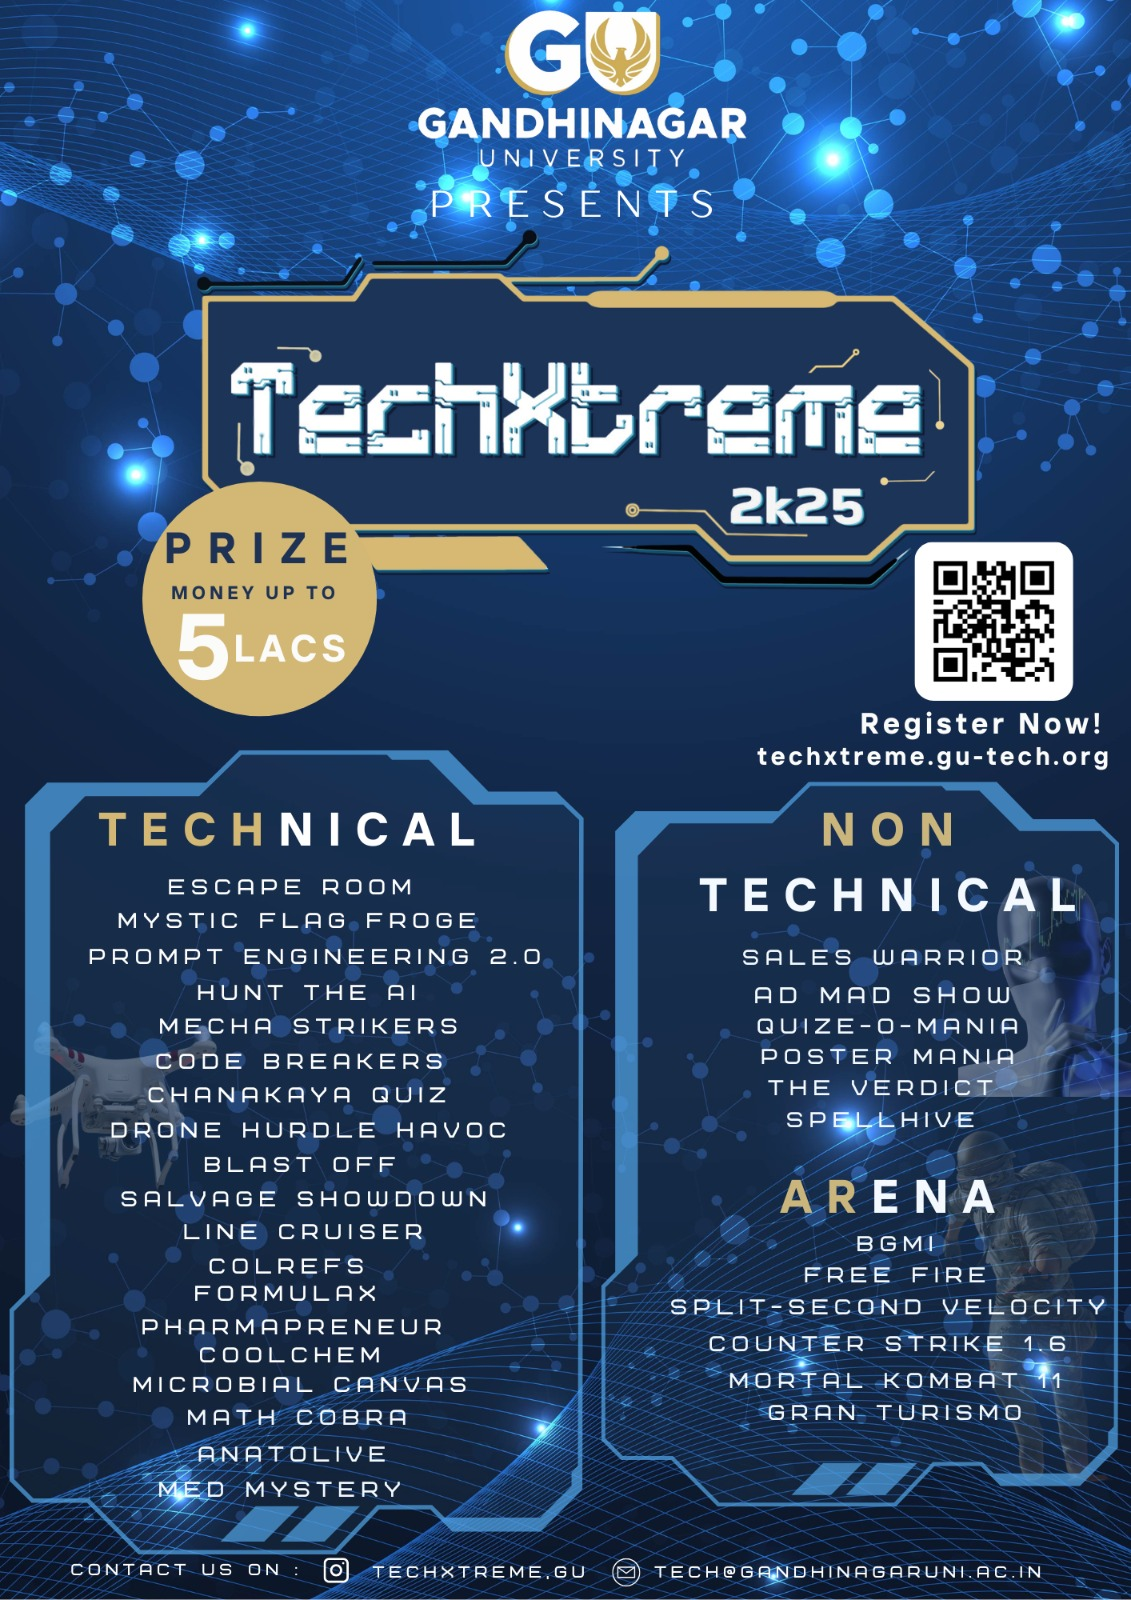 GU
GANDHINAGAR
UNIVERSITY
PRESENTS
TechXtreme
2k25
PRIZE
MONEY UP TO
5 LACS
Register Now!
techxtreme.gu-tech.org
TECHNICAL
ESCAPE ROOM
MYSTIC FLAG FROGE
PROMPT ENGINEERING 2.0
HUNT THE AI
MECHA STRIKERS
CODE BREAKERS
CHANAKAYA QUIZ
DRONE HURDLE HAVOC
BLAST OFF
SALVAGE SHOWDOWN
LINE CRUISER
COLREFS
FORMULAX
PHARMAPRENEUR
COOLCHEM
MICROBIAL CANVAS
MATH COBRA
ANATOLIVE
MED MYSTERY
NON
TECHNICAL
SALES WARRIOR
AD MAD SHOW
QUIZE-O-MANIA
POSTER MANIA
THE VERDICT
SPELLHIVE
ARENA
BGMI
FREE FIRE
SPLIT-SECOND VELOCITY
COUNTER STRIKE 1.6
MORTAL KOMBAT 11
GRAN TURISMO
CONTACT US ON : TECHXTREME.GU TECH@GANDHINAGARUNI.AC.IN